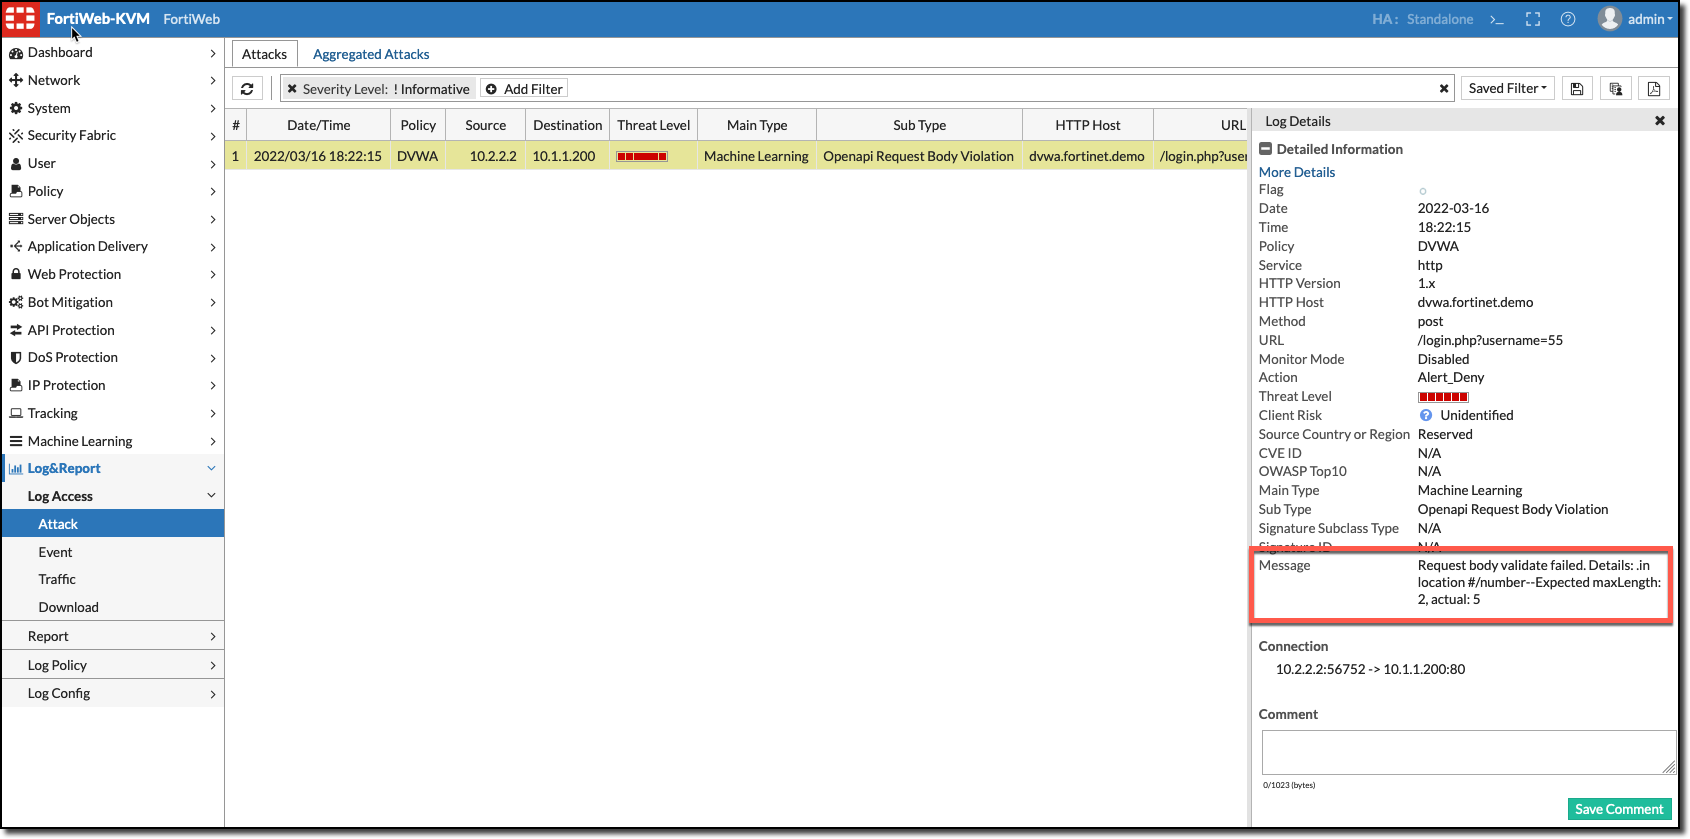 FortiWeb-KVM FortiWeb
HA: Standalone >_ ? admin
Dashboard
Network
System
Security Fabric
User
Policy
Server Objects
Application Delivery
Web Protection
Bot Mitigation
API Protection
DoS Protection
IP Protection
Tracking
Machine Learning
Log&Report
Log Access
Attack
Event
Traffic
Download
Report
Log Policy
Log Config
Attacks Aggregated Attacks
Severity Level: ! Informative Add Filter
Saved Filter
# Date/Time Policy Source Destination Threat Level Main Type Sub Type HTTP Host URL
1 2022/03/16 18:22:15 DVWA 10.2.2.2 10.1.1.200 Machine Learning Openapi Request Body Violation dvwa.fortinet.demo /login.php?user
Log Details
Detailed Information
More Details
Flag
Date 2022-03-16
Time 18:22:15
Policy DVWA
Service http
HTTP Version 1.x
HTTP Host dvwa.fortinet.demo
Method post
URL /login.php?username=55
Monitor Mode Disabled
Action Alert_Deny
Threat Level
Client Risk ? Unidentified
Source Country or Region Reserved
CVE ID N/A
OWASP Top10 N/A
Main Type Machine Learning
Sub Type Openapi Request Body Violation
Signature Subclass Type N/A
Signature ID N/A
Message Request body validate failed. Details: .in
location #/number--Expected maxLength:
2, actual: 5
Connection
10.2.2.2:56752 -> 10.1.1.200:80
Comment
0/1023 (bytes)
Save Comment